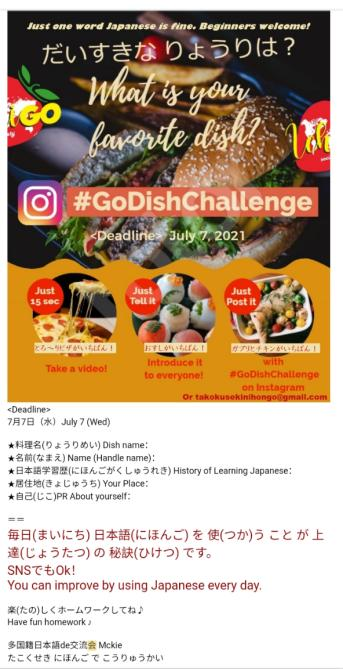 Just one word Japanese is fine. Beginners welcome!
だいすきな りょうりは？
What is your
favorite dish?
#GoDishChallenge
<Deadline> July 7, 2021
Just
15 sec
Just
Tell it
Just
Post it
とろ〜りピザがいちばん！
おすしがいちばん！
ガブリとチキンがいちばん！
Take a video!
Introduce it
to everyone!
with
#GoDishChallenge
on Instagram
Or takokusekinihongo@gmail.com
<Deadline>
7月7日（水）July 7 (Wed)
★料理名(りょうりめい) Dish name：
★名前(なまえ) Name (Handle name)：
★日本語学習歴(にほんごがくしゅうれき) History of Learning Japanese：
★居住地(きょじゅうち) Your Place：
★自己(じこ)PR About yourself：
＝＝
毎日(まいにち) 日本語(にほんご) を 使(つか)う こと が 上
達(じょうたつ) の 秘訣(ひけつ) です。
SNSでもOk！
You can improve by using Japanese every day.
楽(たの)しくホームワークしてね♪
Have fun homework♪
多国籍日本語de交流会 Mckie
たこくせき にほんご で こうりゅうかい